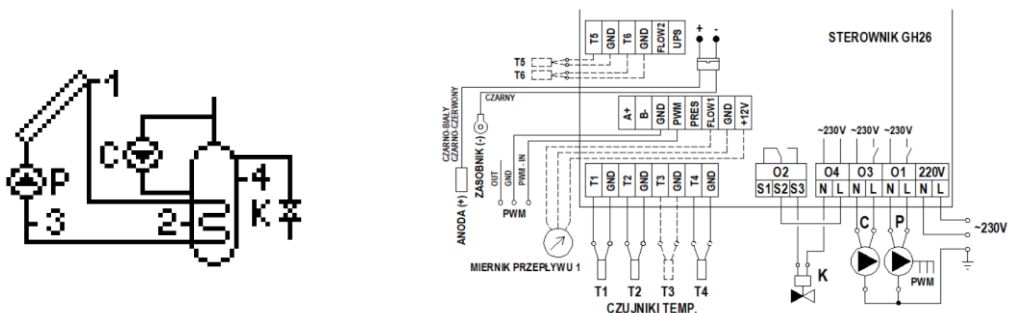 1
C
P
4
K
2
3
STEROWNIK GH26
+ -
T5 GND T6 GND FLOW2 UPS
T5
T6
CZARNY
CZARNO-BIAŁY
CZARNO-CZERWONY
ANODA (+)
ZASOBNIK (-)
A+ B- GND PWM PRES FLOW1 GND +12V
OUT
GND
PWM - IN
PWM
MIERNIK PRZEPŁYWU 1
T1 GND T2 GND T3 GND T4 GND
T1 T2 T3 T4
CZUJNIKI TEMP.
~230V ~230V ~230V
O2 O4 O3 O1 220V
S1 S2 S3 N L N L N L N L
C P
~230V
K
PWM